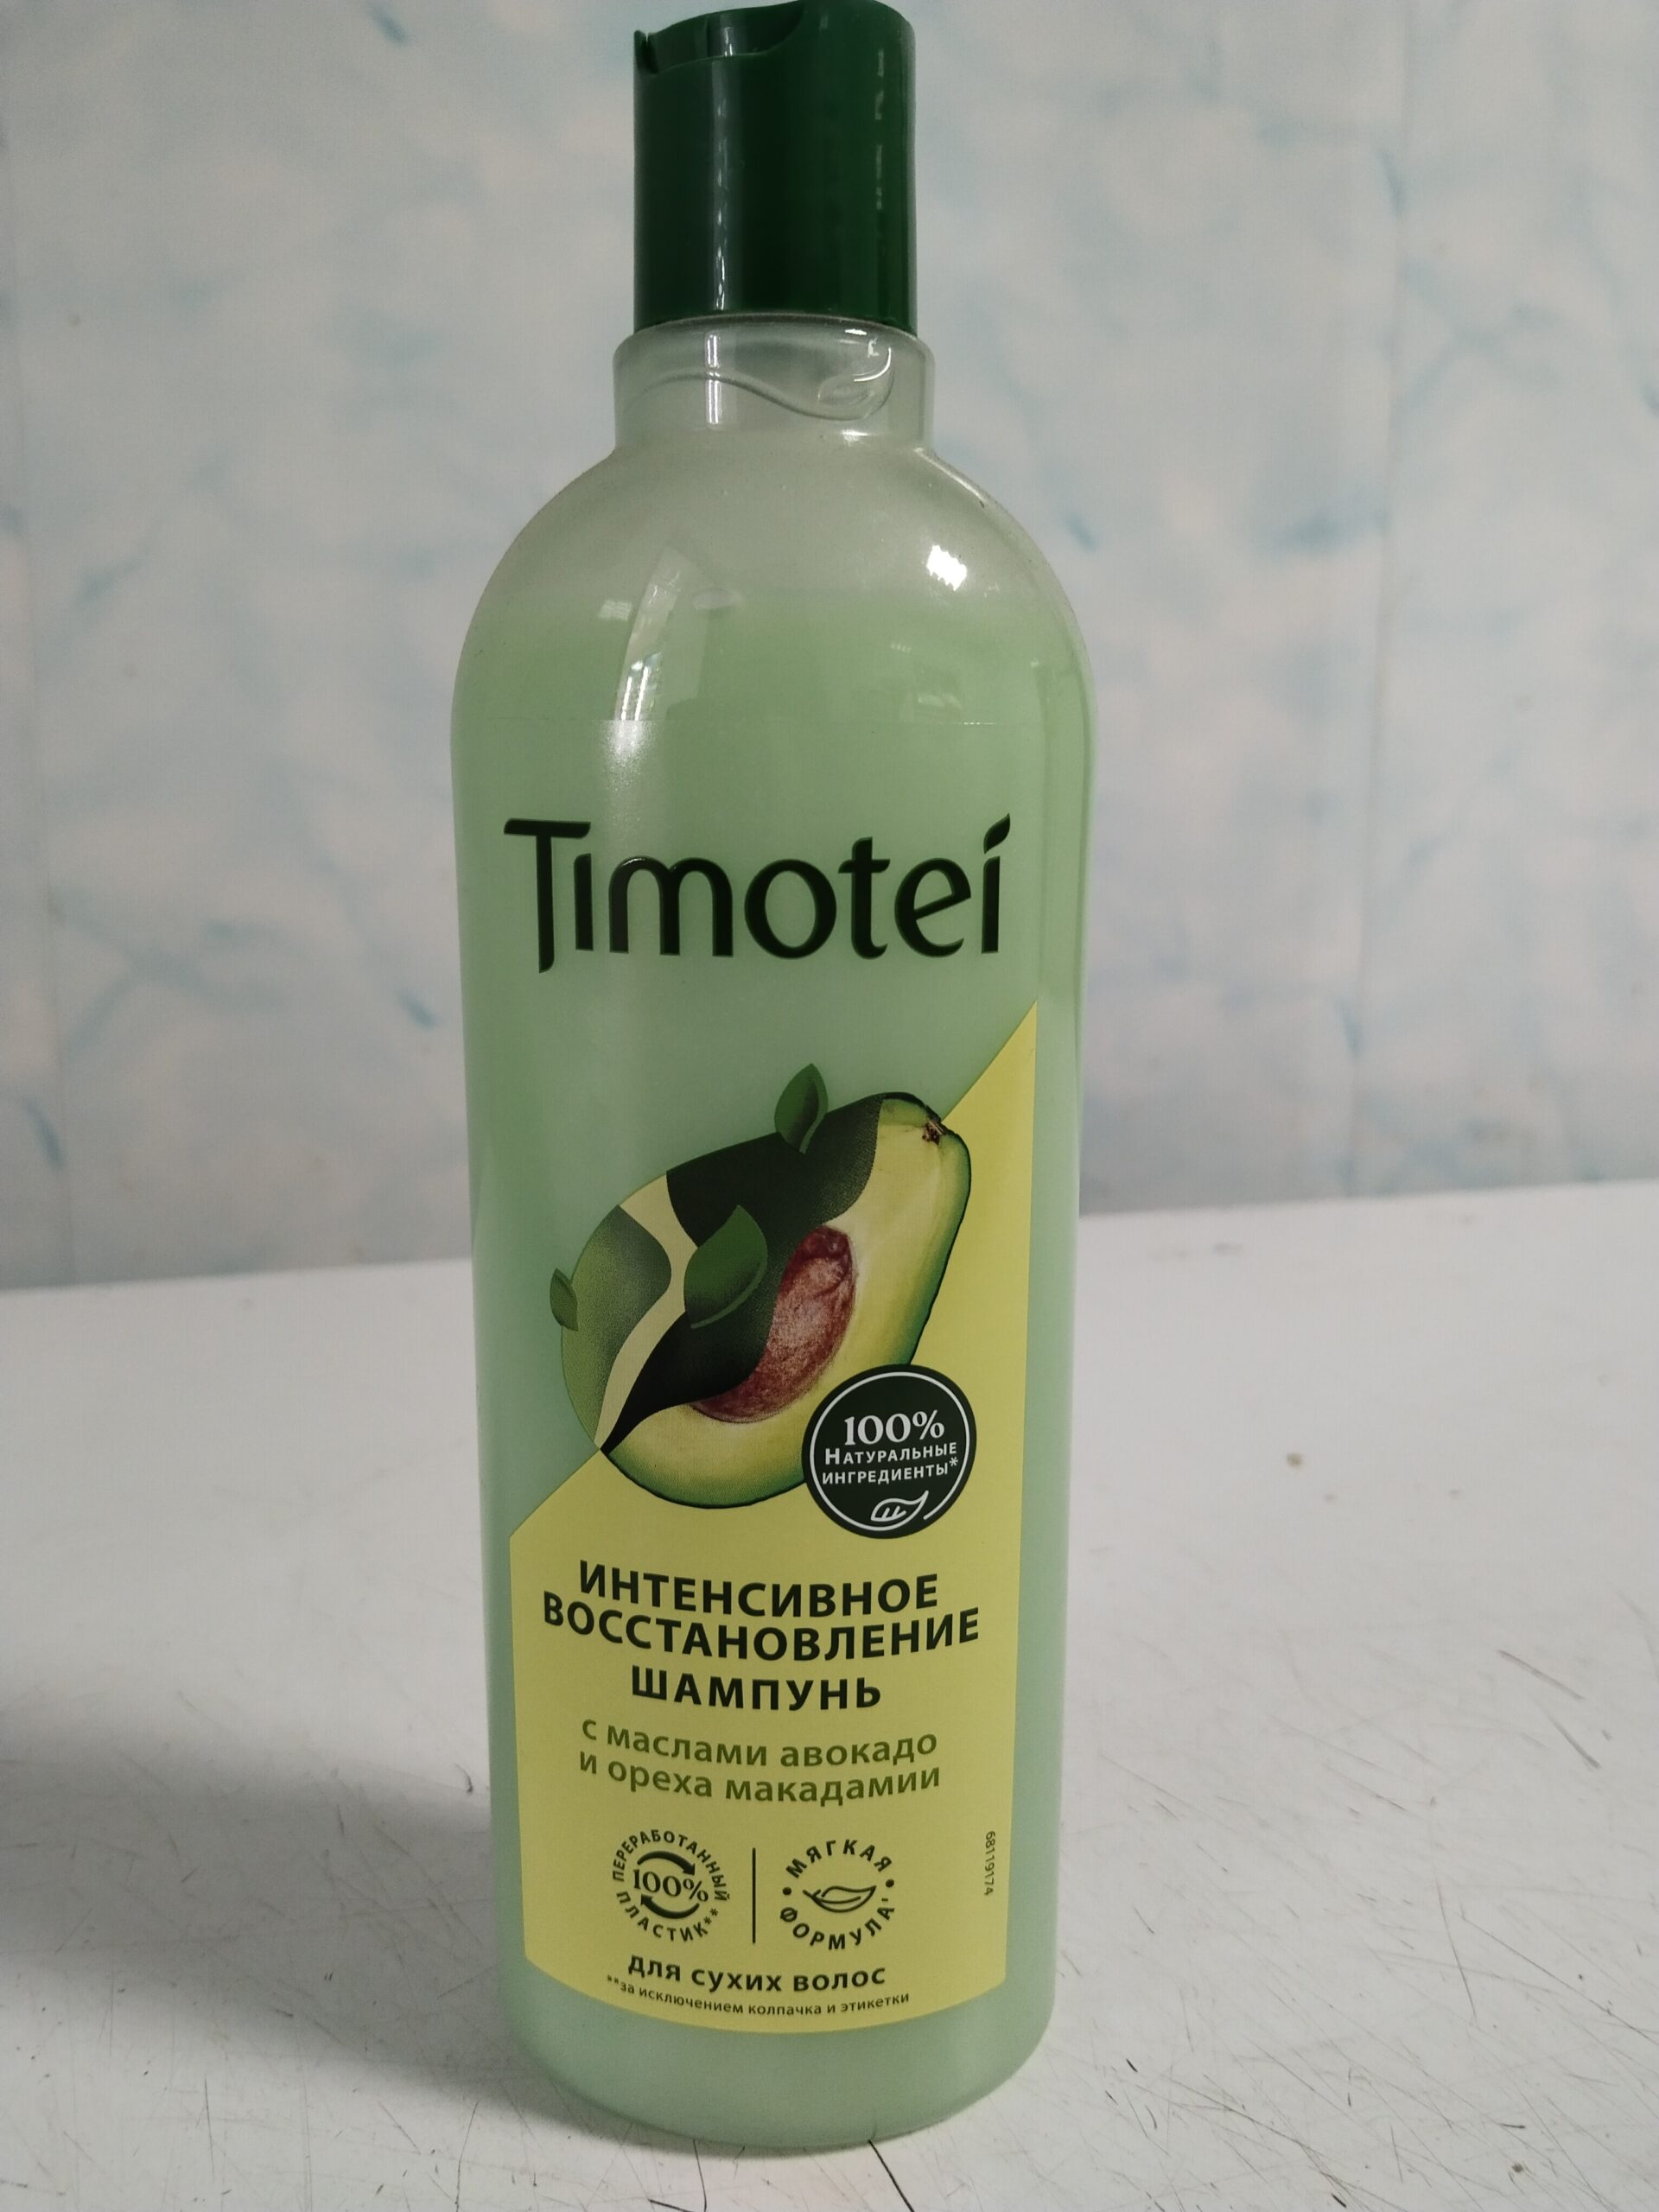 Timotei
100%
Натуральные
ингредиенты*
ИНТЕНСИВНОЕ
ВОССТАНОВЛЕНИЕ
ШАМПУНЬ
с маслами авокадо
и ореха макадамии
ПЕРЕРАБОТАННЫЙ
100%
ПЛАСТИК**
МЯГКАЯ
ФОРМУЛА'
68119174
для сухих волос
**за исключением колпачка и этикетки